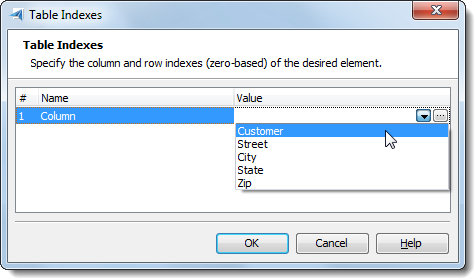 Table Indexes
Table Indexes
Specify the column and row indexes (zero-based) of the desired element.
# Name Value
1 Column
Customer
Street
City
State
Zip
OK Cancel Help